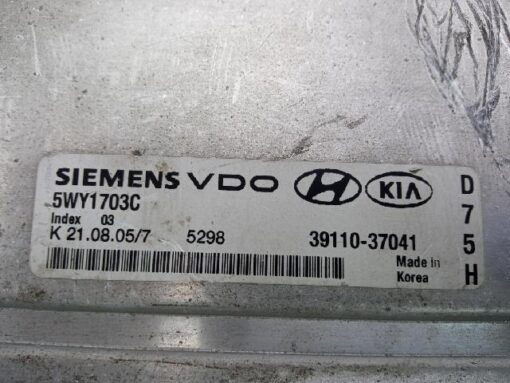 SIEMENS VDO KIA
5WY1703C
Index 03
K 21.08.05/7 5298 39110-37041
Made in
Korea
D
7
5
H